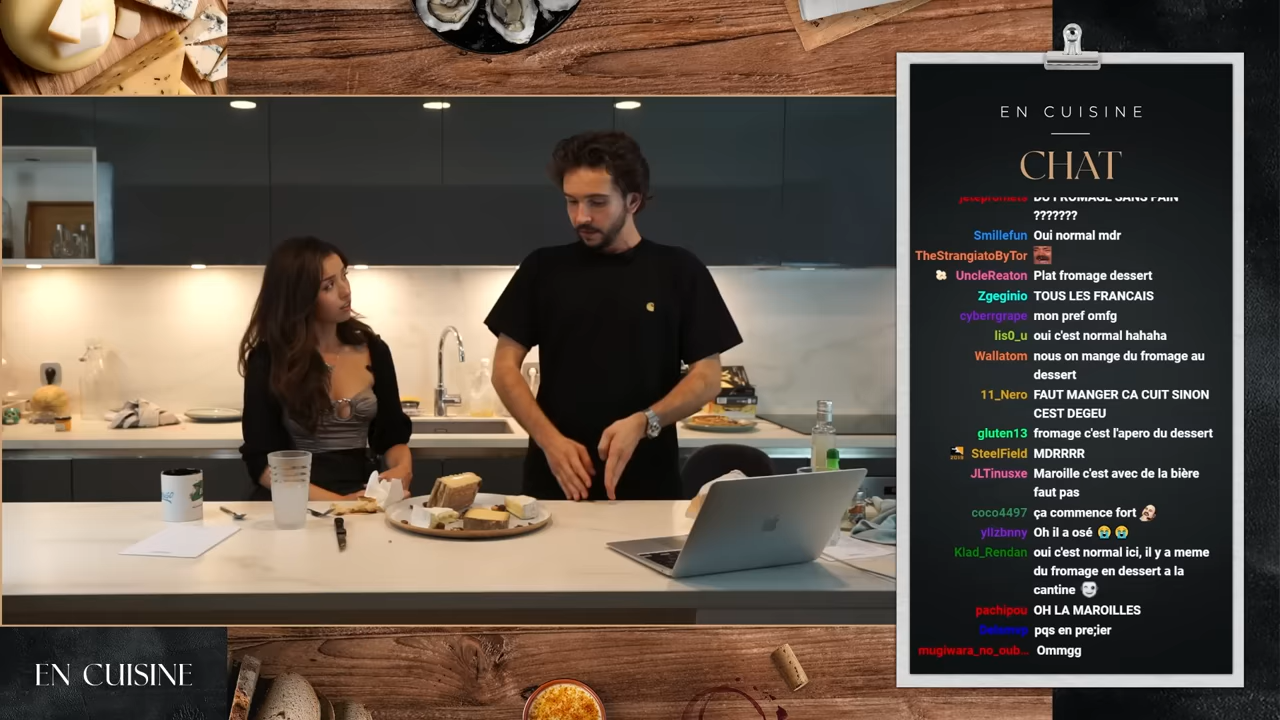 EN CUISINE
CHAT
DU FROMAGE SANS PAIN
???????
Smillefun Oui normal mdr
TheStrangiatoByTor
UncleReaton Plat fromage dessert
Zgeginio TOUS LES FRANCAIS
cyberrgrape mon pref omfg
lis0_u oui c'est normal hahaha
Wallatom nous on mange du fromage au
dessert
11_Nero FAUT MANGER CA CUIT SINON
CEST DEGEU
gluten13 fromage c'est l'apero du dessert
SteelField MDRRRR
JLTinusxe Maroille c'est avec de la bière
faut pas
coco4497 ça commence fort
yllzbnny Oh il a osé
Klad_Rendan oui c'est normal ici, il y a meme
du fromage en dessert a la
cantine
pachipou OH LA MAROILLES
pqs en pre;ier
mugiwara_no_oub... Ommgg
EN CUISINE